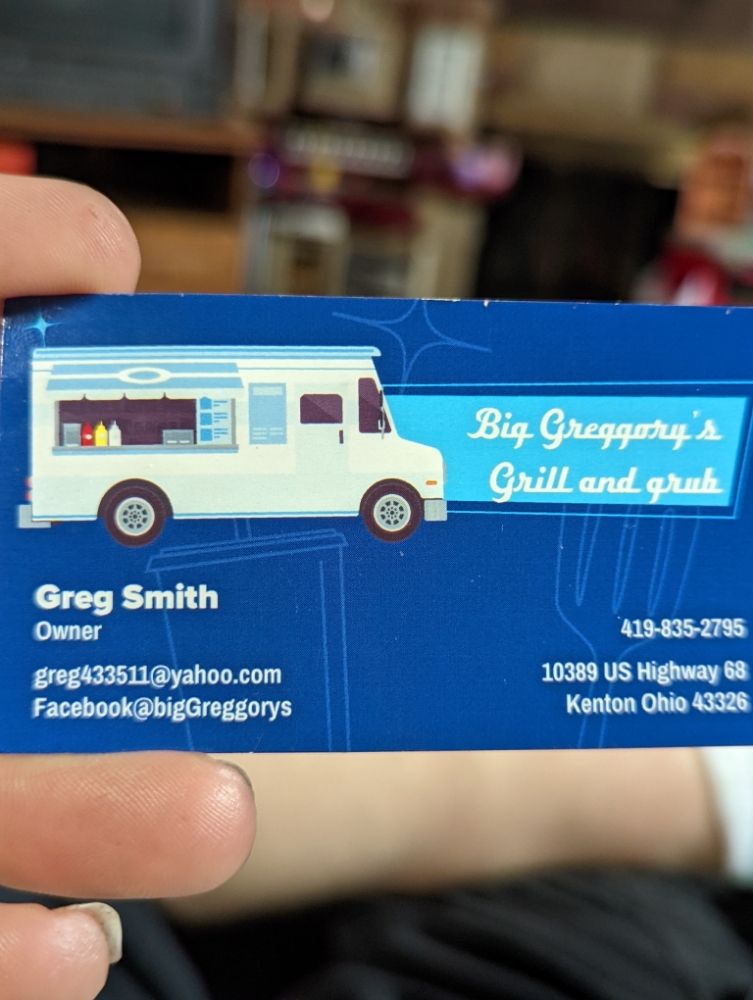 Big Greggory's
Grill and grub
Greg Smith
Owner
419-835-2795
greg433511@yahoo.com
10389 US Highway 68
Facebook@bigGreggorys
Kenton Ohio 43326